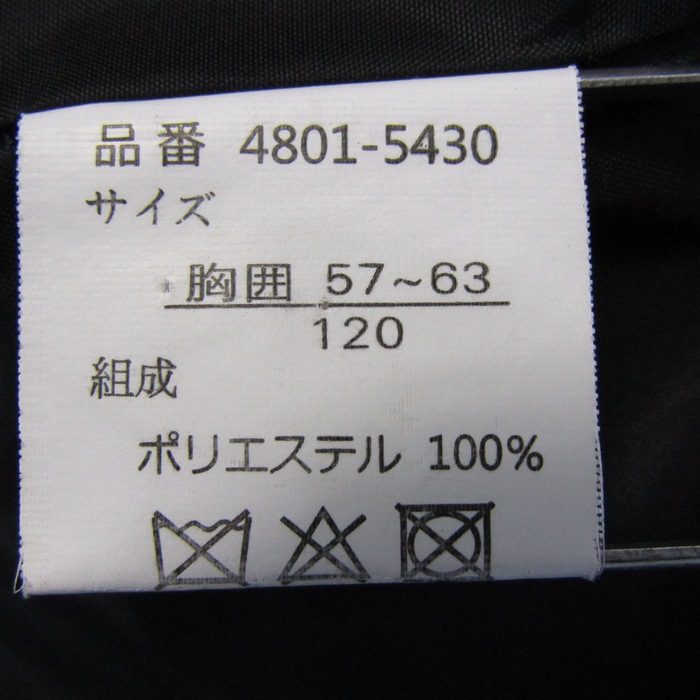 品番 4801-5430
サイズ
胸囲 57~63
120
組成
ポリエステル 100%